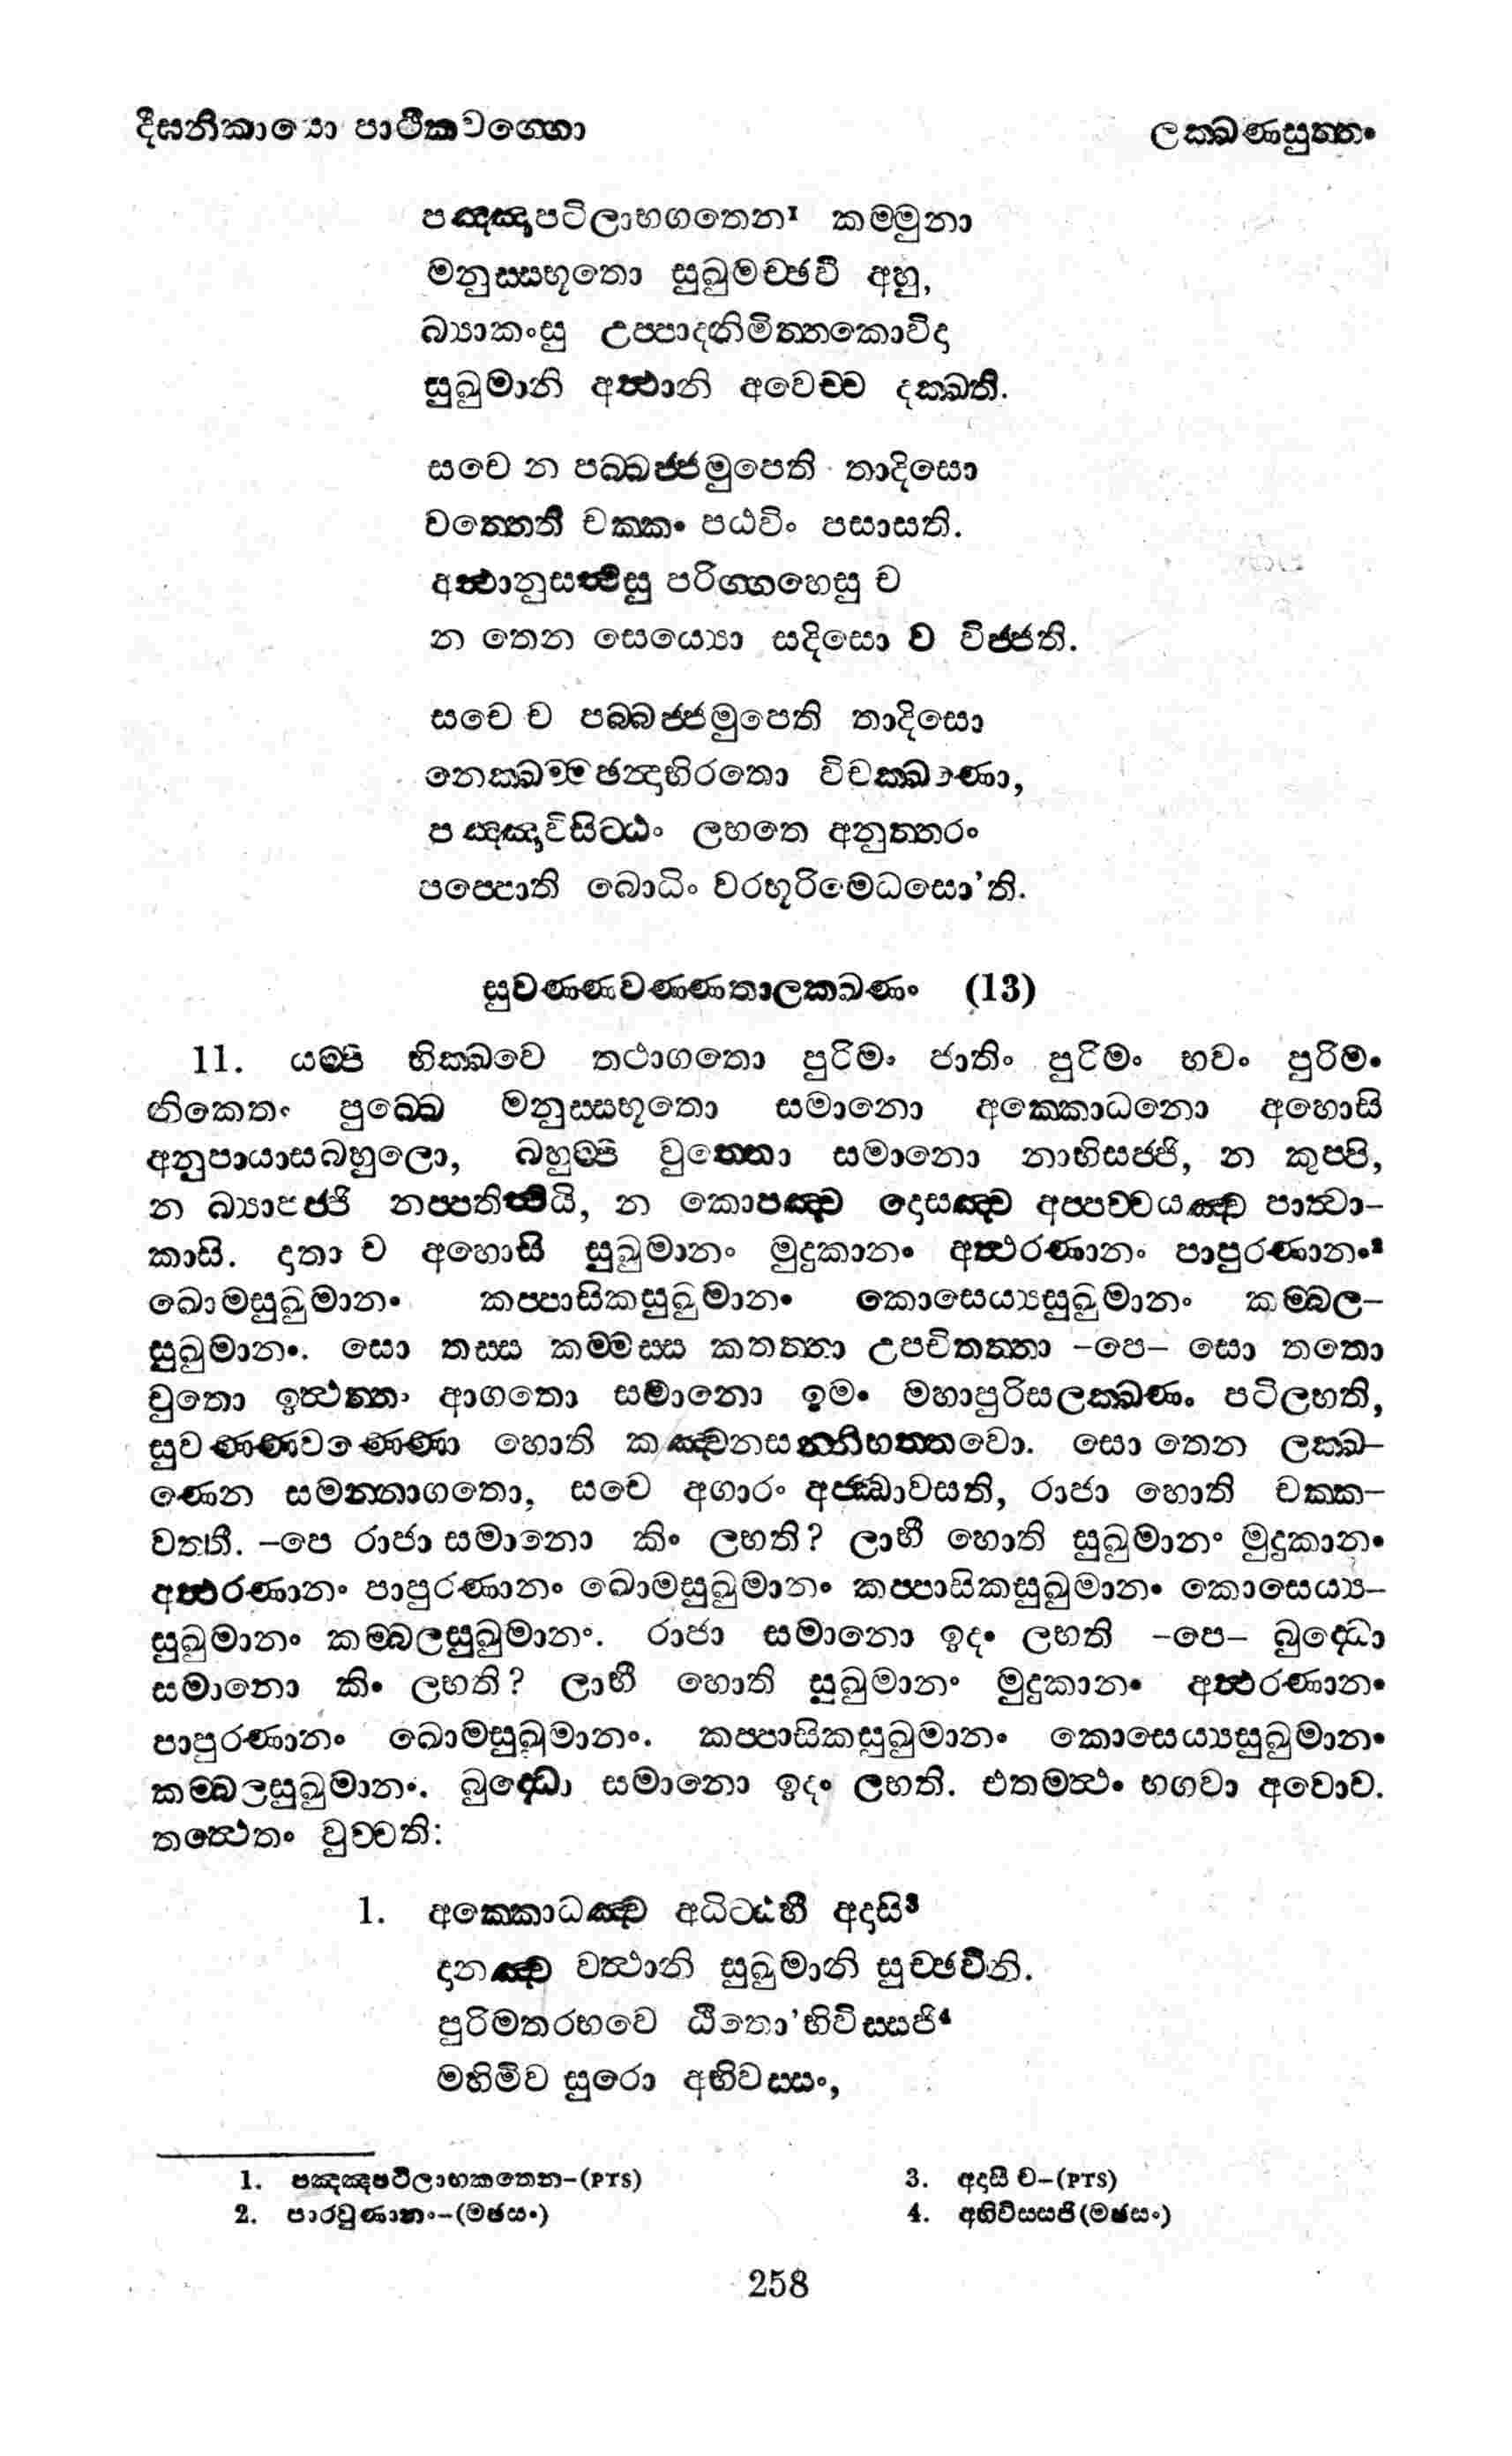 දීඝනිකායො පාථිකවග්ගො
ලක්ඛණසුත්තං
පඤ්ඤාපටිලාභගතෙන¹ කම්මුනා
මනුස්සභූතො සුඛුමච්ඡවී අහු,
බ්‍යාකංසු උප්පාදනිමිත්තකොවිදා
සුඛුමානි අත්ථානි අවෙච්ච දක්ඛති.
සචෙ න පබ්බජ්ජමුපෙති තාදිසො
වත්තෙති චක්කං පඨවිං පසාසති.
අත්ථානුසත්ථිසු පරිග්ගහෙසු ච
න තෙන සෙය්‍යො සදිසො ව විජ්ජති.
සචෙ ච පබ්බජ්ජමුපෙති තාදිසො
නෙක්ඛම්මඡන්දාභිරතො විචක්ඛණො,
පඤ්ඤාවිසිට්ඨං ලභතෙ අනුත්තරං
පප්පොති බොධිං වරභූරිමෙධසො'ති.
සුවණ්ණවණ්ණතාලක්ඛණං (13)
11. යම්පි භික්ඛවෙ තථාගතො පුරිමං ජාතිං පුරිමං භවං පුරිමං
නිකෙතං පුබ්බෙ මනුස්සභූතො සමානො අක්කොධනො අහොසි
අනුපායාසබහුලො, බහුම්පි වුත්තො සමානො නාභිසජ්ජි, න කුප්පි,
න බ්‍යාපජ්ජි නප්පතිත්ථියි, න කොපඤ්ච දොසඤ්ච අප්පච්චයඤ්ච පාත්වා-
කාසි. දාතා ච අහොසි සුඛුමානං මුදුකානං අත්ථරණානං පාපුරණානං²
ඛොමසුඛුමානං කප්පාසිකසුඛුමානං කොසෙය්‍යසුඛුමානං කම්බල-
සුඛුමානං. සො තස්ස කම්මස්ස කතත්තා උපචිතත්තා -පෙ- සො තතො
චුතො ඉත්ථත්තං ආගතො සමානො ඉමං මහාපුරිසලක්ඛණං පටිලභති,
සුවණ්ණවණ්ණො හොති කඤ්චනසන්නිභත්තචො. සො තෙන ලක්ඛ-
ණෙන සමන්නාගතො, සචෙ අගාරං අජ්ඣාවසති, රාජා හොති චක්ක-
වත්තී. -පෙ රාජා සමානො කිං ලභති? ලාභී හොති සුඛුමානං මුදුකානං
අත්ථරණානං පාපුරණානං ඛොමසුඛුමානං කප්පාසිකසුඛුමානං කොසෙය්‍ය-
සුඛුමානං කම්බලසුඛුමානං. රාජා සමානො ඉදං ලභති -පෙ- බුද්ධො
සමානො කිං ලභති? ලාභී හොති සුඛුමානං මුදුකානං අත්ථරණානං
පාපුරණානං ඛොමසුඛුමානං. කප්පාසිකසුඛුමානං කොසෙය්‍යසුඛුමානං
කම්බලසුඛුමානං. බුද්ධො සමානො ඉදං ලභති. එතමත්ථං භගවා අවොච.
තත්ථෙතං වුච්චති:
1. අක්කොධඤ්ච අධිට්ඨහී අදාසි³
දානඤ්ච වත්ථානි සුඛුමානි සුච්ඡවීනි.
පුරිමතරභවෙ ඨිතො'භිවිස්සජි⁴
මහිමිව සුරො අභිවස්සං,
1. පඤ්ඤපටිලාභකතෙන-(PTS)
2. පාරවුණානං-(මඡසං)
3. අදාසි ච-(PTS)
4. අභිවිස්සජි(මඡසං)
258